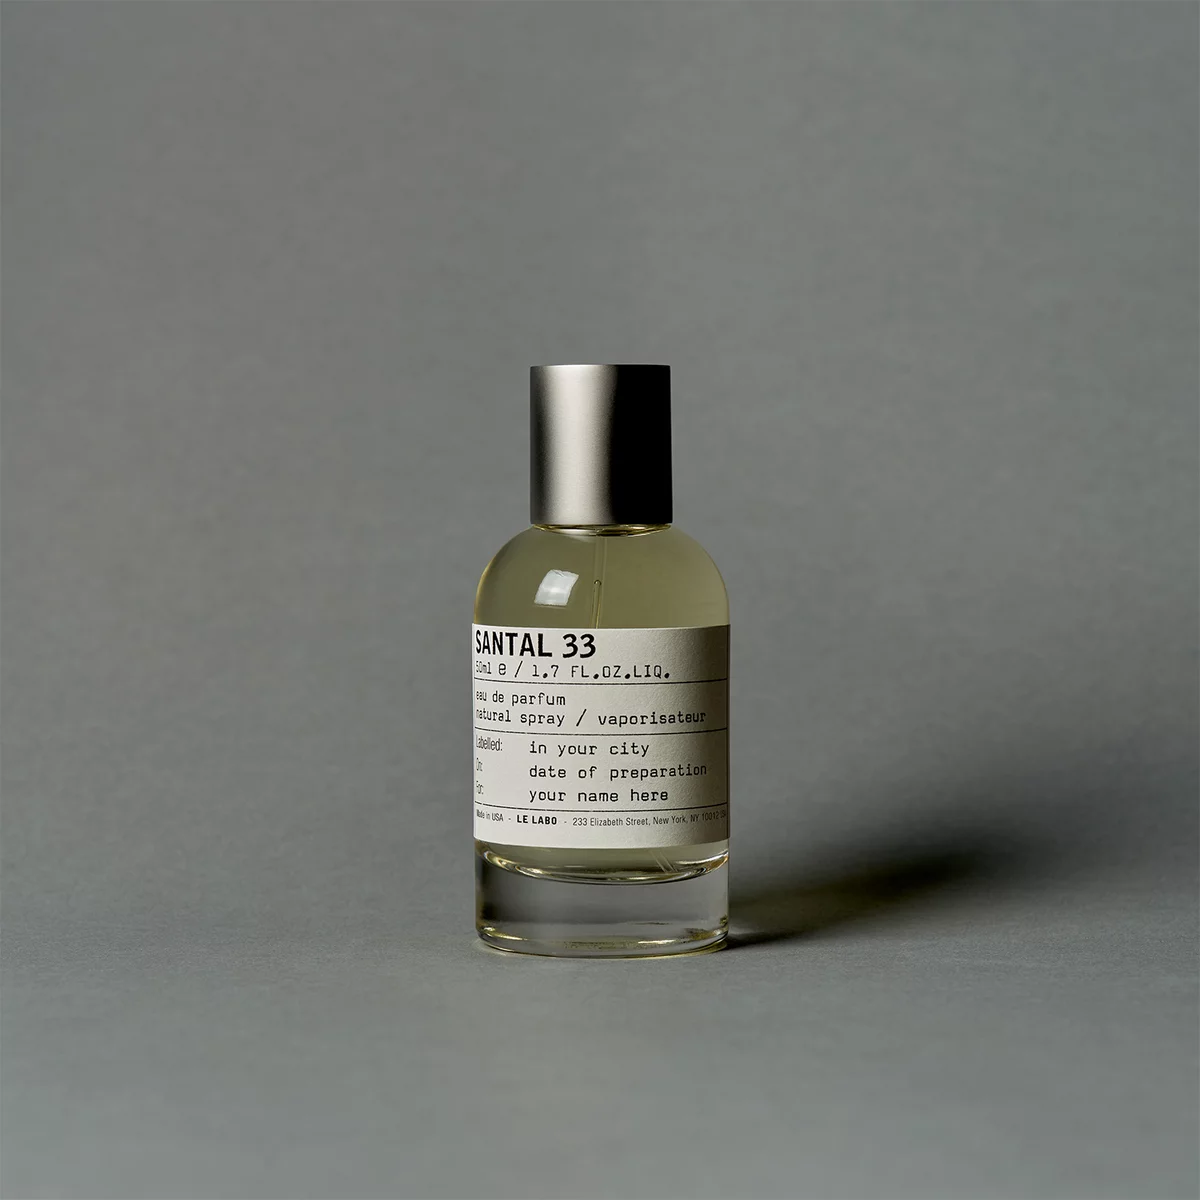 SANTAL 33
50ml e / 1.7 FL.OZ.LIQ.
eau de parfum
natural spray / vaporisateur
Labelled: in your city
On: date of preparation
For: your name here
Made in USA - LE LABO - 233 Elizabeth Street, New York, NY 10012